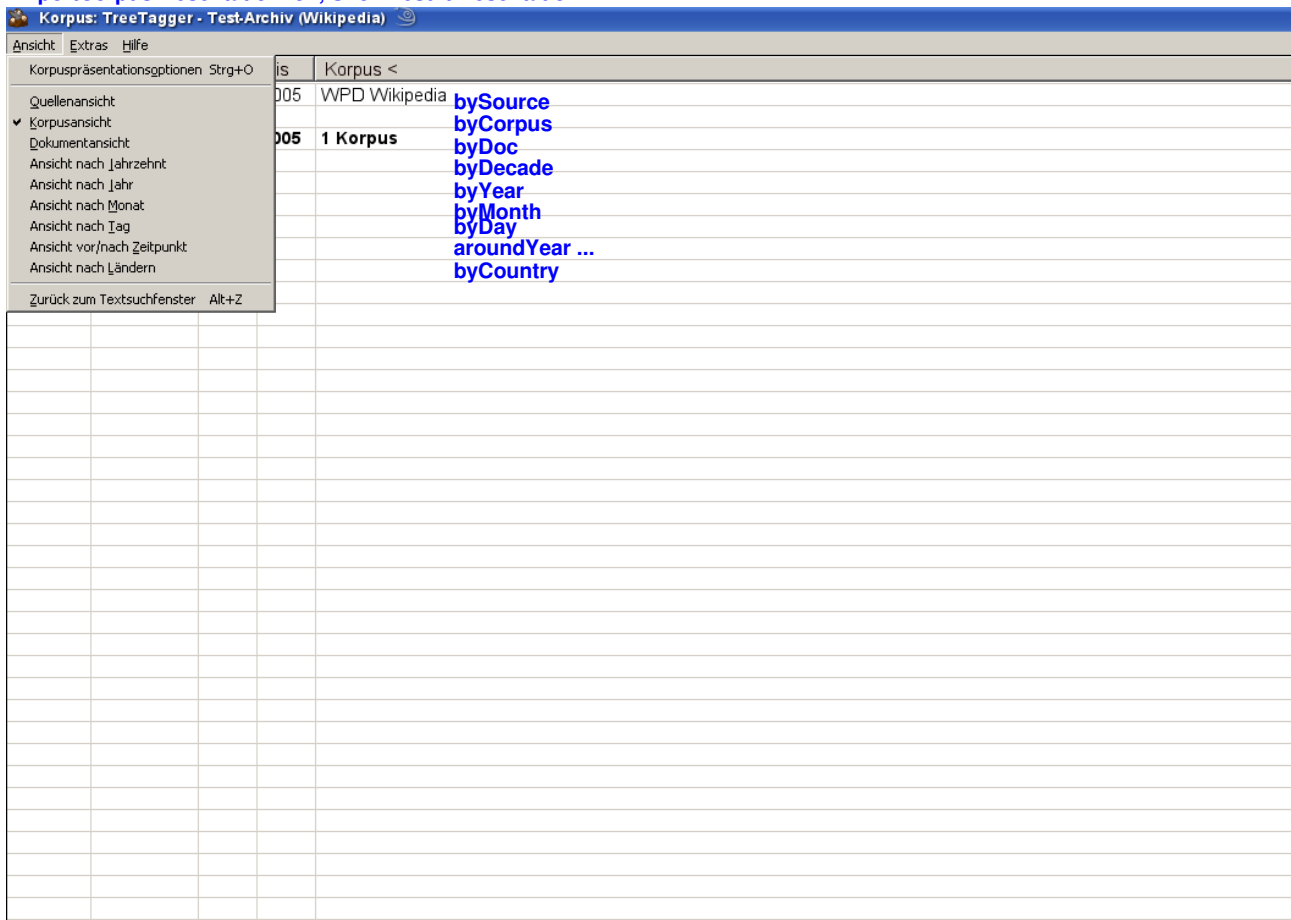 Korpus: TreeTagger - Test-Archiv (Wikipedia)
Ansicht Extras Hilfe
Korpuspräsentationsoptionen Strg+O
is Korpus <
Quellenansicht
005 WPD Wikipedia bySource
Korpusansicht
byCorpus
Dokumentansicht
005 1 Korpus
byDoc
Ansicht nach Jahrzehnt
byDecade
Ansicht nach Jahr
byYear
Ansicht nach Monat
byMonth
Ansicht nach Tag
byDay
Ansicht vor/nach Zeitpunkt
aroundYear ...
Ansicht nach Ländern
byCountry
Zurück zum Textsuchfenster Alt+Z